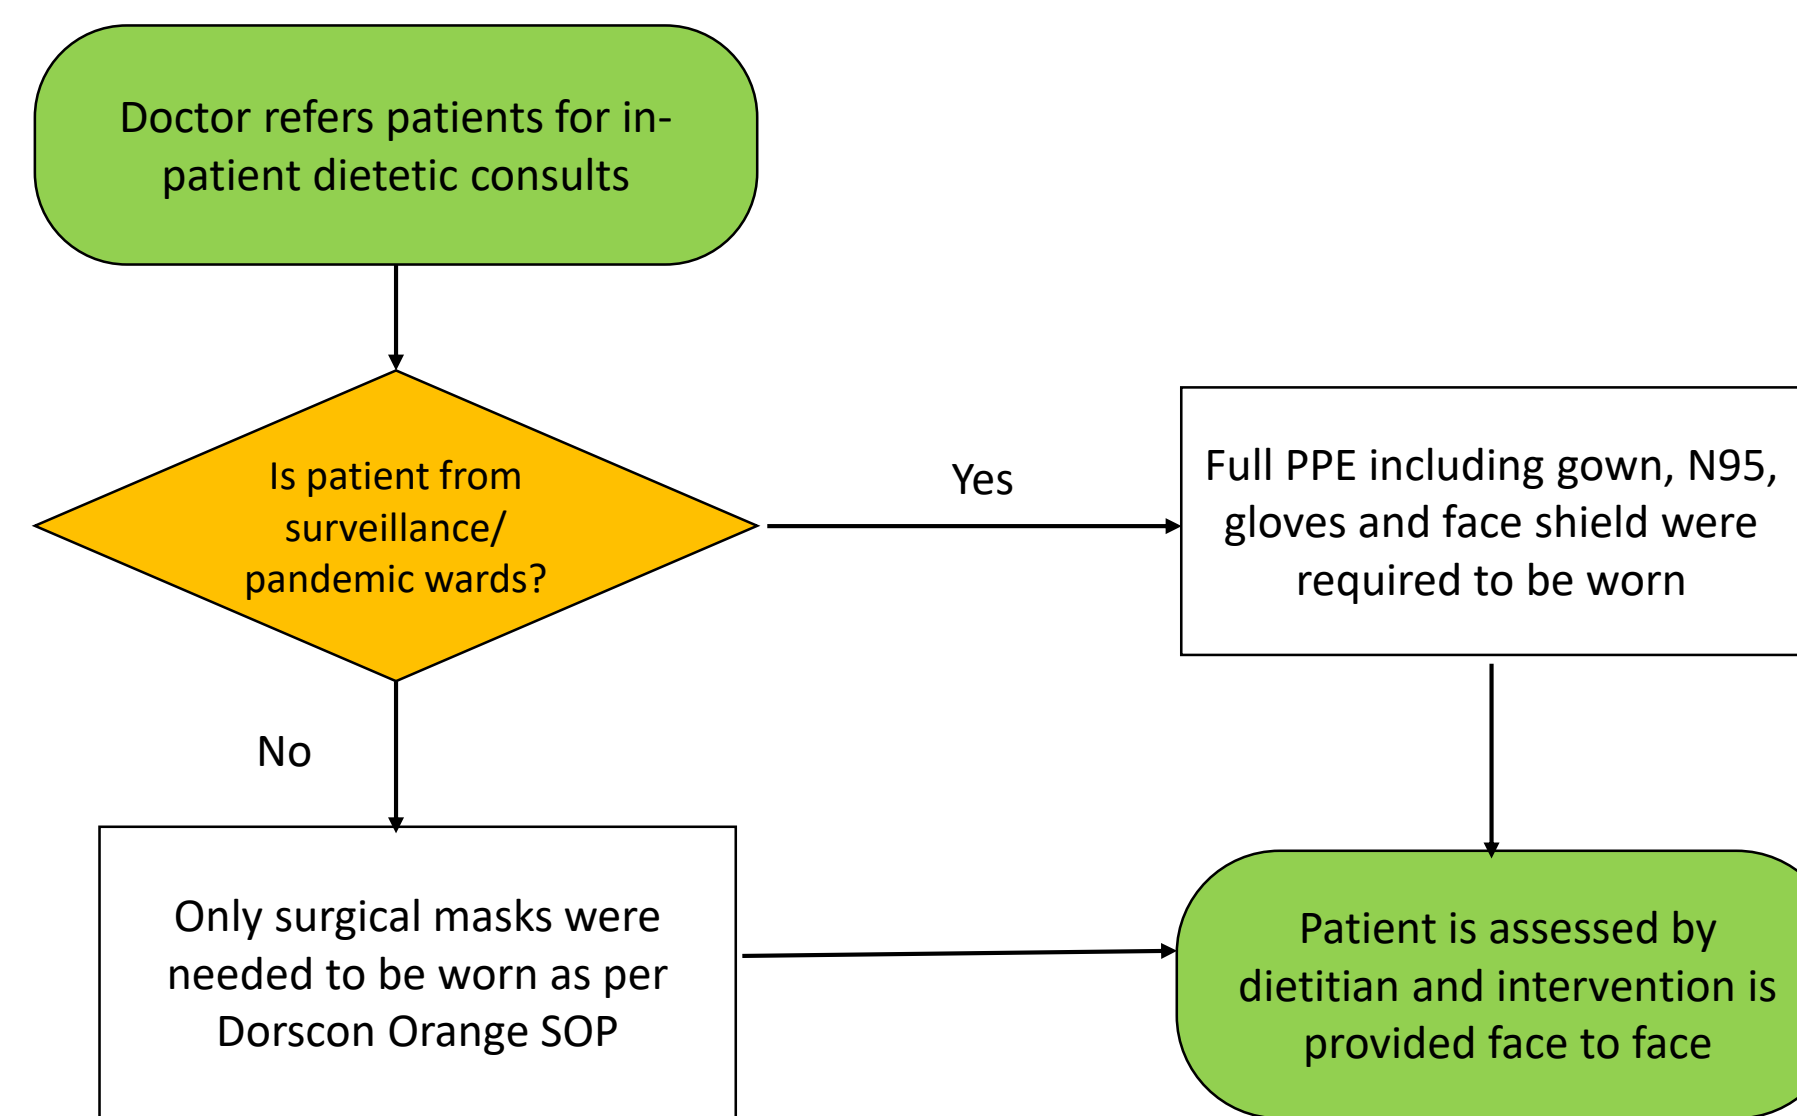 Doctor refers patients for in-
patient dietetic consults
Is patient from
surveillance/
pandemic wards?
Yes
Full PPE including gown, N95,
gloves and face shield were
required to be worn
No
Only surgical masks were
needed to be worn as per
Dorscon Orange SOP
Patient is assessed by
dietitian and intervention is
provided face to face